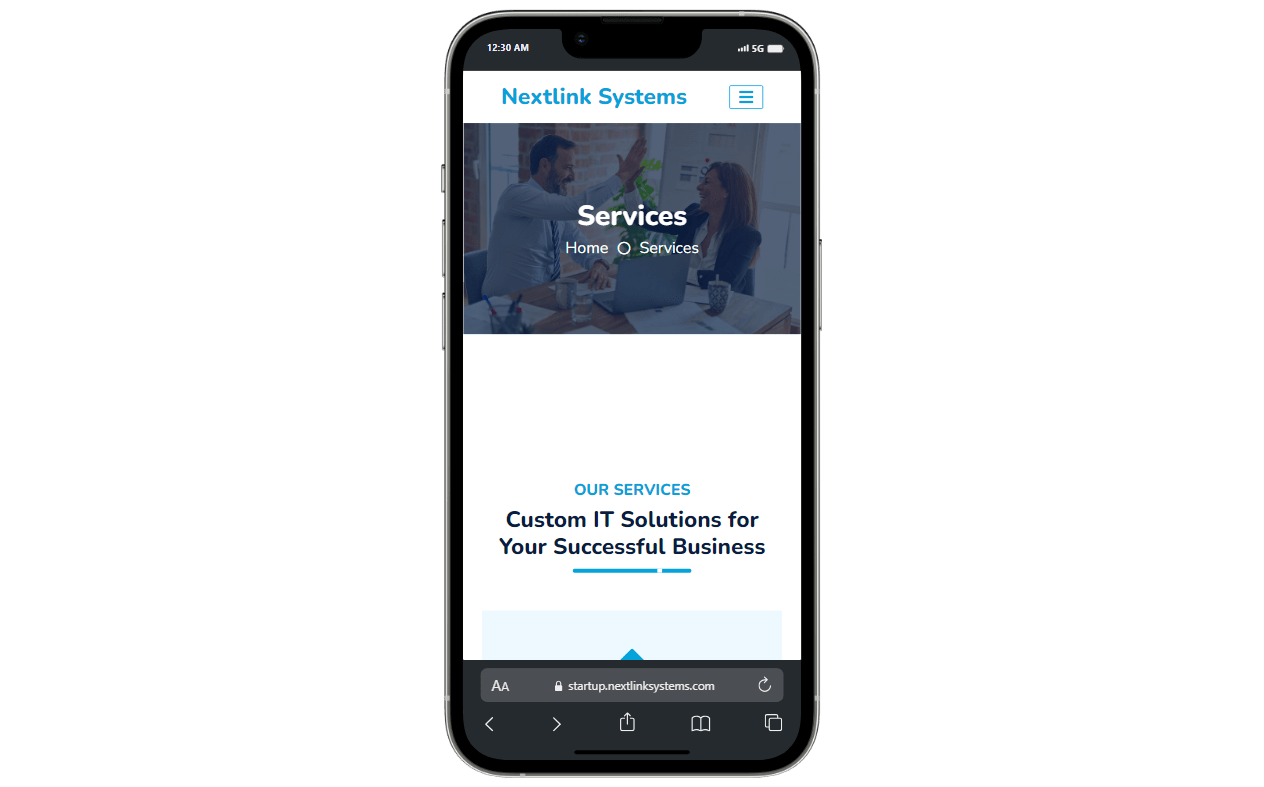 12:30 AM
5G
Nextlink Systems
Services
Home Services
OUR SERVICES
Custom IT Solutions for
Your Successful Business
AA
startup.nextlinksystems.com